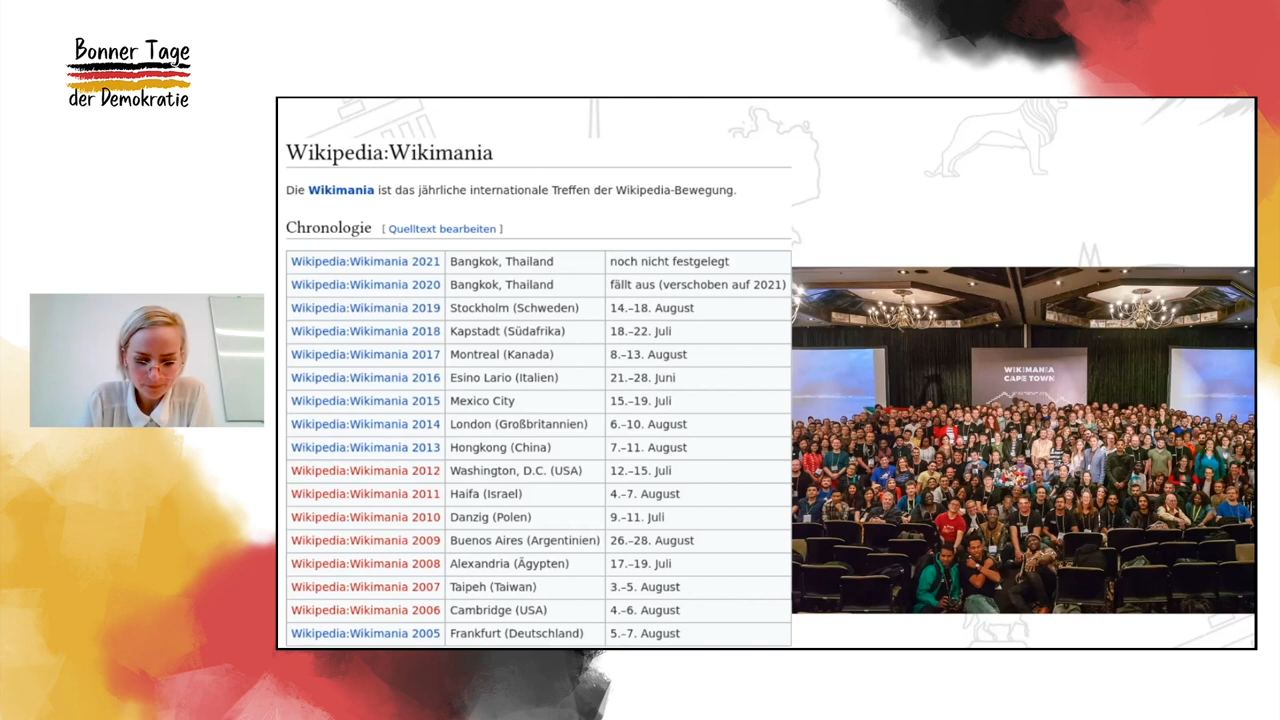 Bonner Tage
der Demokratie
Wikipedia:Wikimania
Die Wikimania ist das jährliche internationale Treffen der Wikipedia-Bewegung.
Chronologie [ Quelltext bearbeiten ]
Wikipedia:Wikimania 2021 Bangkok, Thailand noch nicht festgelegt
Wikipedia:Wikimania 2020 Bangkok, Thailand fällt aus (verschoben auf 2021)
Wikipedia:Wikimania 2019 Stockholm (Schweden) 14.–18. August
Wikipedia:Wikimania 2018 Kapstadt (Südafrika) 18.–22. Juli
Wikipedia:Wikimania 2017 Montreal (Kanada) 8.–13. August
Wikipedia:Wikimania 2016 Esino Lario (Italien) 21.–28. Juni
Wikipedia:Wikimania 2015 Mexico City 15.–19. Juli
Wikipedia:Wikimania 2014 London (Großbritannien) 6.–10. August
Wikipedia:Wikimania 2013 Hongkong (China) 7.–11. August
Wikipedia:Wikimania 2012 Washington, D.C. (USA) 12.–15. Juli
Wikipedia:Wikimania 2011 Haifa (Israel) 4.–7. August
Wikipedia:Wikimania 2010 Danzig (Polen) 9.–11. Juli
Wikipedia:Wikimania 2009 Buenos Aires (Argentinien) 26.–28. August
Wikipedia:Wikimania 2008 Alexandria (Ägypten) 17.–19. Juli
Wikipedia:Wikimania 2007 Taipeh (Taiwan) 3.–5. August
Wikipedia:Wikimania 2006 Cambridge (USA) 4.–6. August
Wikipedia:Wikimania 2005 Frankfurt (Deutschland) 5.–7. August
WIKIMANIA
CAPE TOWN